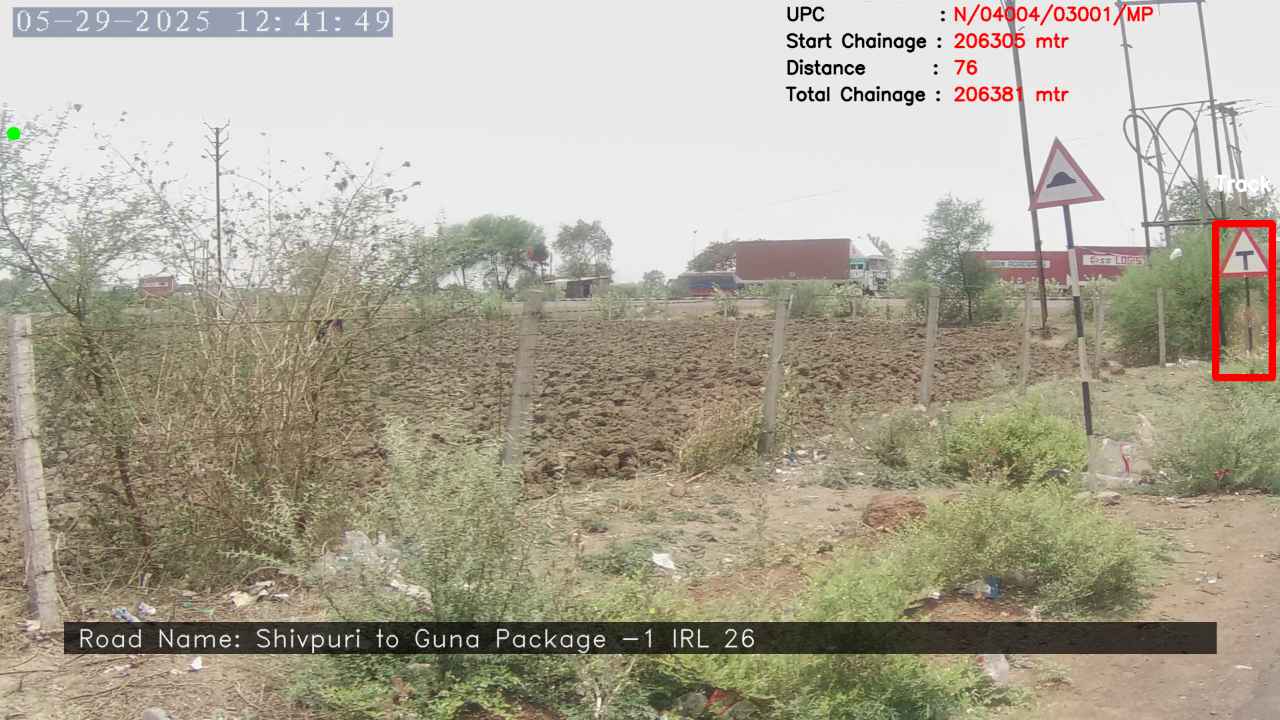 05-29-2025 12:41:49
UPC : N/04004/03001/MP
Start Chainage : 206305 mtr
Distance : 76
Total Chainage : 206381 mtr
Track
LOGIS
Road Name: Shivpuri to Guna Package -1 IRL 26